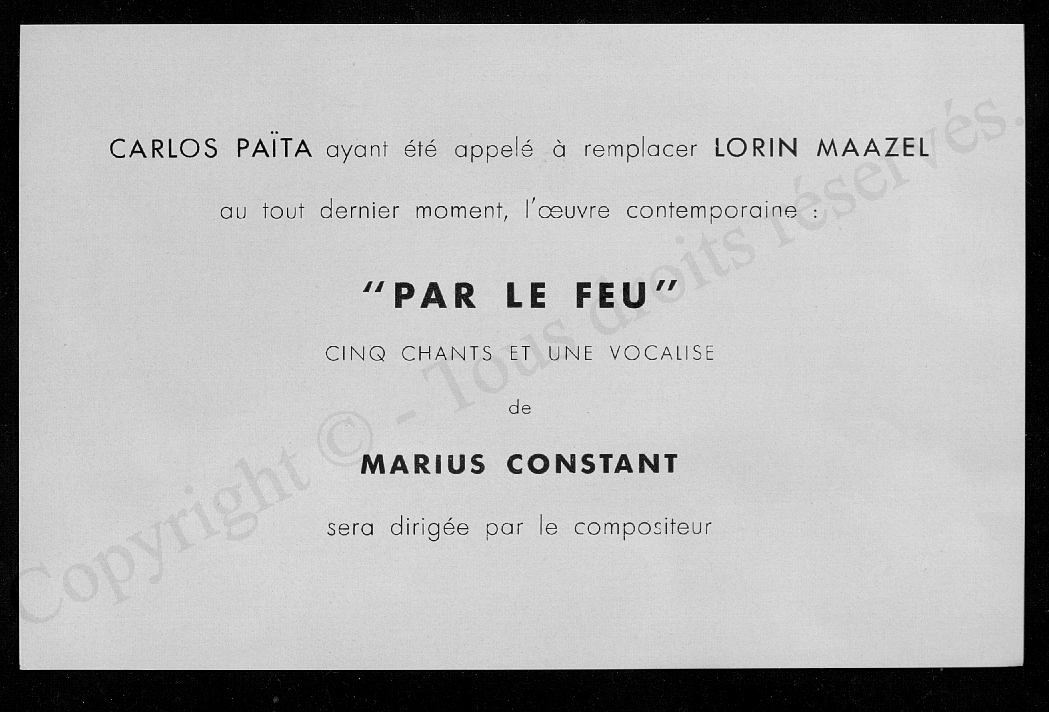 CARLOS PAÏTA ayant été appelé à remplacer LORIN MAAZEL
au tout dernier moment, l'œuvre contemporaine :
"PAR LE FEU"
CINQ CHANTS ET UNE VOCALISE
de
MARIUS CONSTANT
sera dirigée par le compositeur
Copyright © - Tous droits réservés.